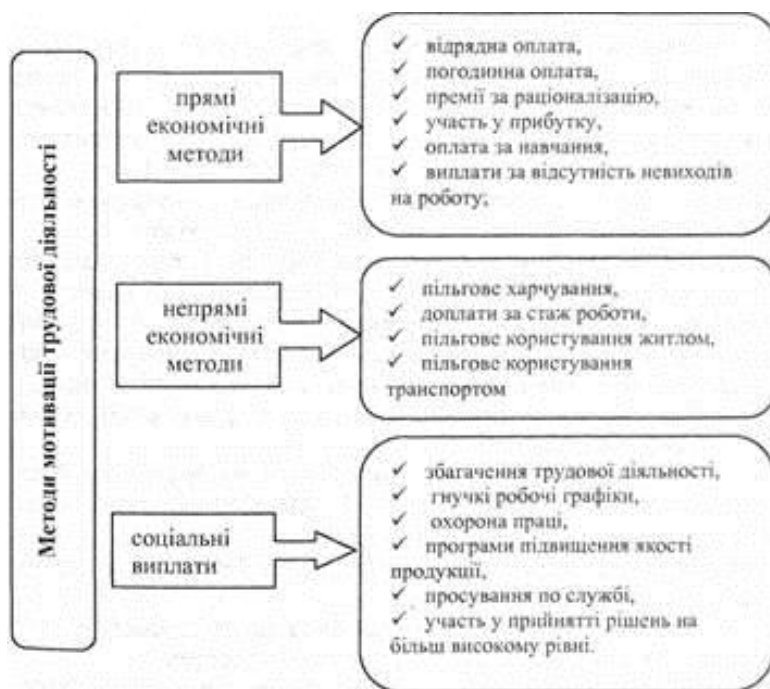 Методи мотивації трудової діяльності
прямі
економічні
методи
✓ відрядна оплата,
✓ погодинна оплата,
✓ премії за раціоналізацію,
✓ участь у прибутку,
✓ оплата за навчання,
✓ виплати за відсутність невиходів
на роботу;
непрямі
економічні
методи
✓ пільгове харчування,
✓ доплати за стаж роботи,
✓ пільгове користування житлом,
✓ пільгове користування
транспортом
соціальні
виплати
✓ збагачення трудової діяльності,
✓ гнучкі робочі графіки,
✓ охорона праці,
✓ програми підвищення якості
продукції,
✓ просування по службі,
✓ участь у прийнятті рішень на
більш високому рівні.